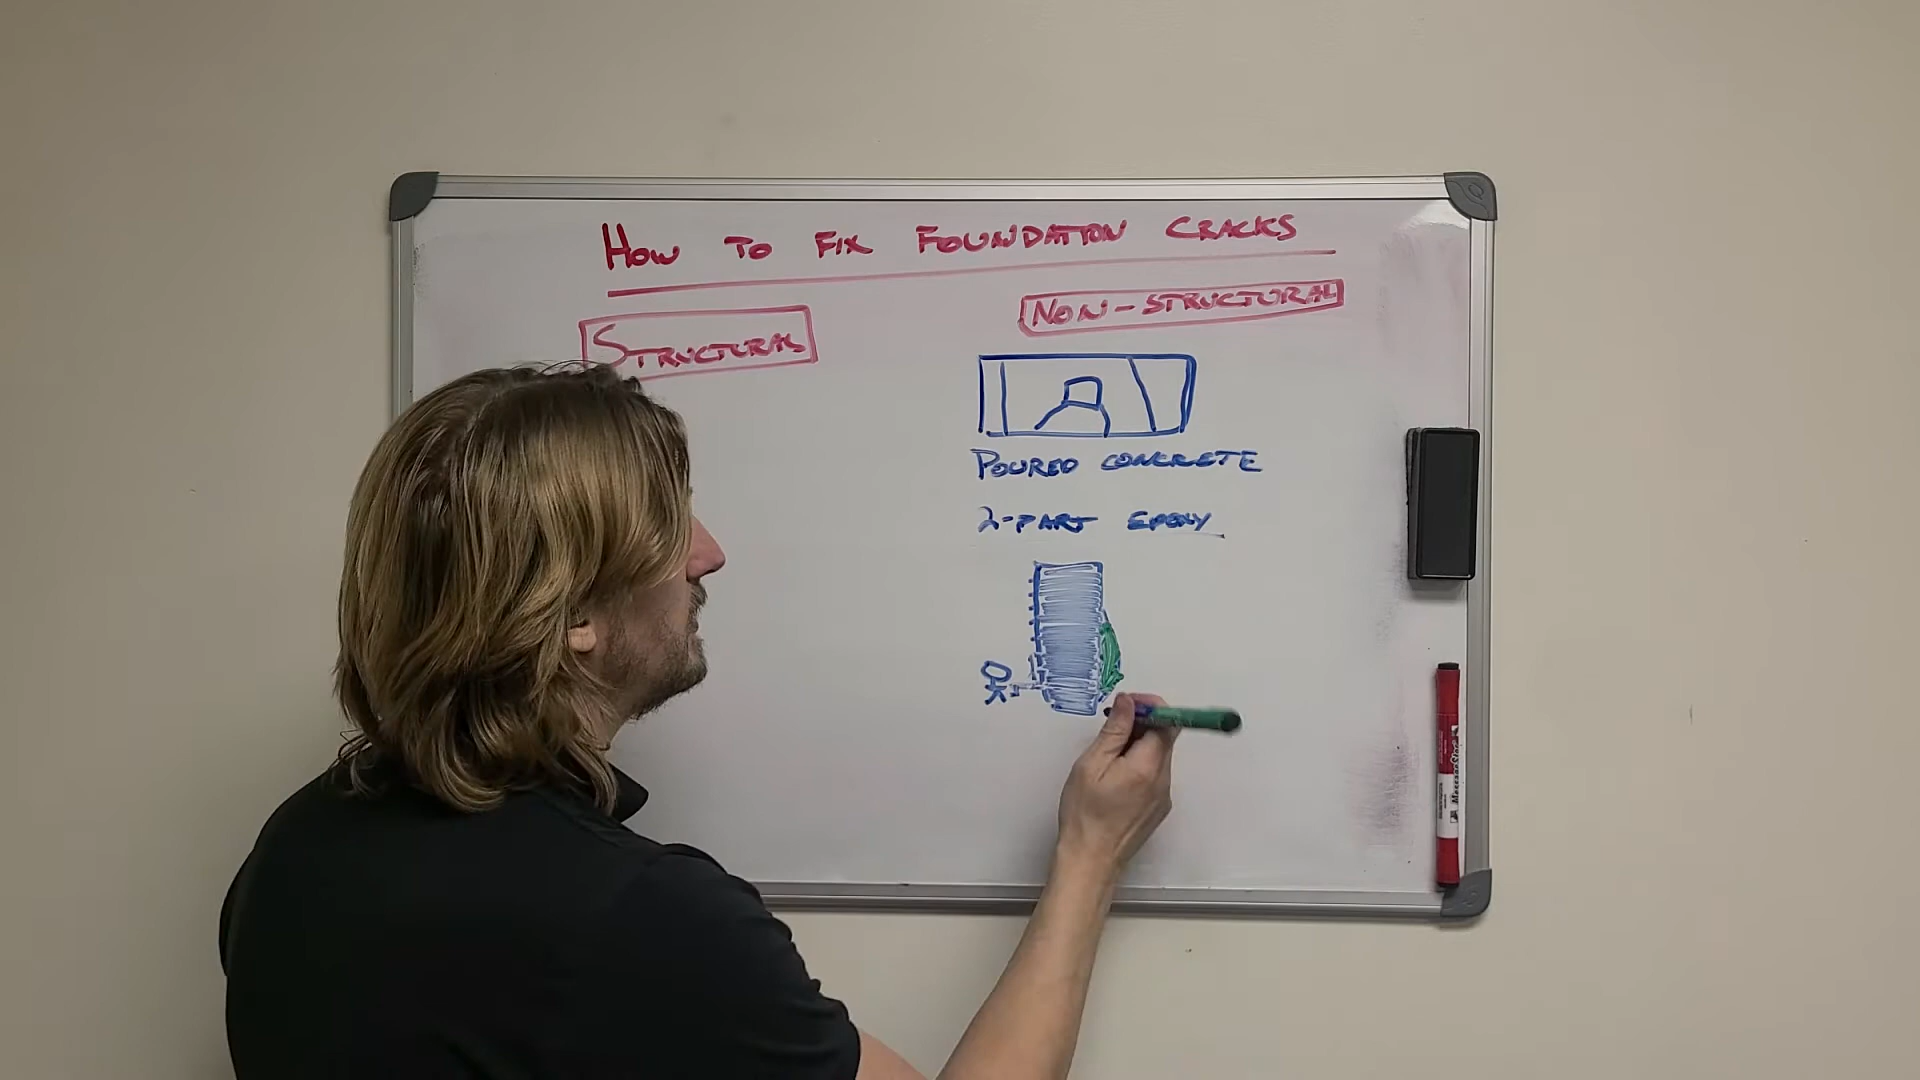 HOW TO FIX FOUNDATION CRACKS
STRUCTURAL
NON-STRUCTURAL
POURED CONCRETE
2-PART EPOXY